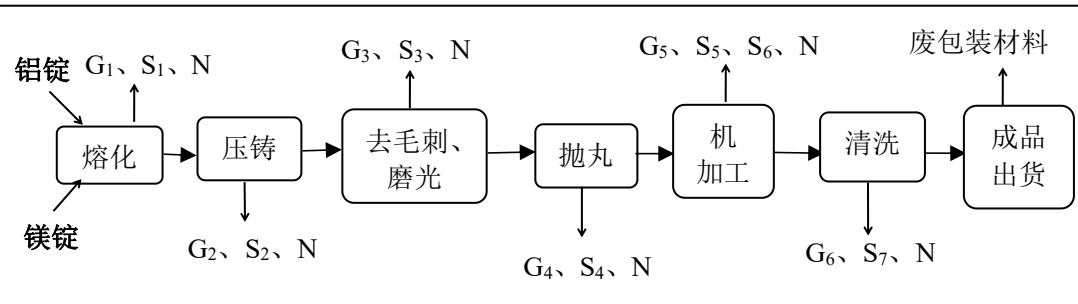 铝锭
G₁、S₁、N
G₃、S₃、N
G₅、S₅、S₆、N
废包装材料
熔化
压铸
去毛刺、
磨光
抛丸
机
加工
清洗
成品
出货
镁锭
G₂、S₂、N
G₄、S₄、N
G₆、S₇、N